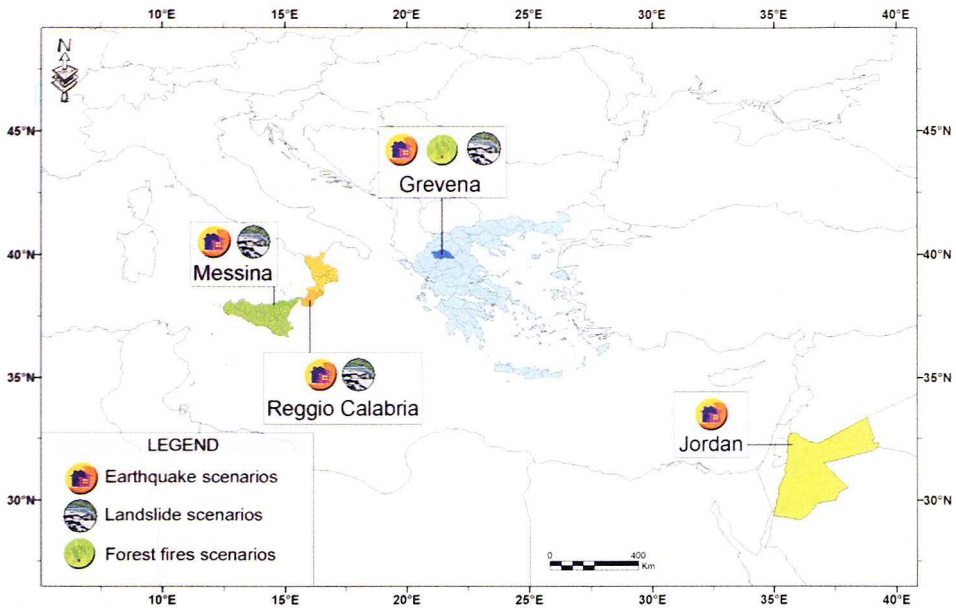 10°E 15°E 20°E 25°E 30°E 35°E 40°E
N
45°N 45°N
Grevena
40°N 40°N
Messina
35°N 35°N
Reggio Calabria
Jordan
LEGEND
Earthquake scenarios
30°N 30°N
Landslide scenarios
Forest fires scenarios
0 400
Km
10°E 15°E 20°E 25°E 30°E 35°E 40°E